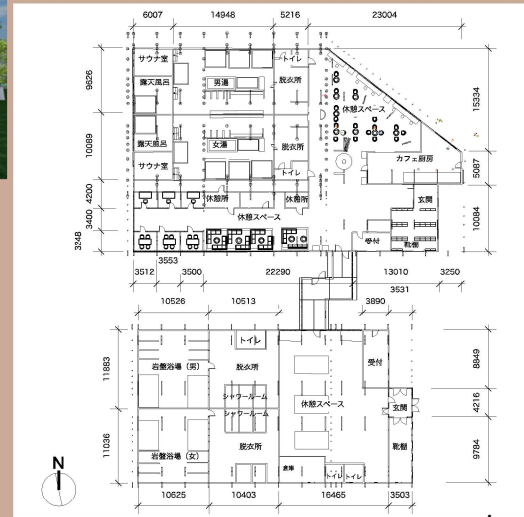 6007 14948 5216 23004
9626
10089
4200
3400
3248
15334
5087
10084
サウナ室
露天風呂
男湯
トイレ
脱衣所
休憩スペース
露天風呂
サウナ室
女湯
脱衣所
トイレ
カフェ厨房
休憩所 休憩所
休憩スペース
玄関
受付
靴棚
3553
3512 3500 22290 13010 3250
3531
10526 10513 3890
11883
11036
8849
4216
9784
岩盤浴場（男）
トイレ
脱衣所
シャワールーム
シャワールーム
脱衣所
岩盤浴場（女）
休憩スペース
受付
玄関
靴棚
倉庫
トイレ トイレ
10625 10403 16465 3503
N